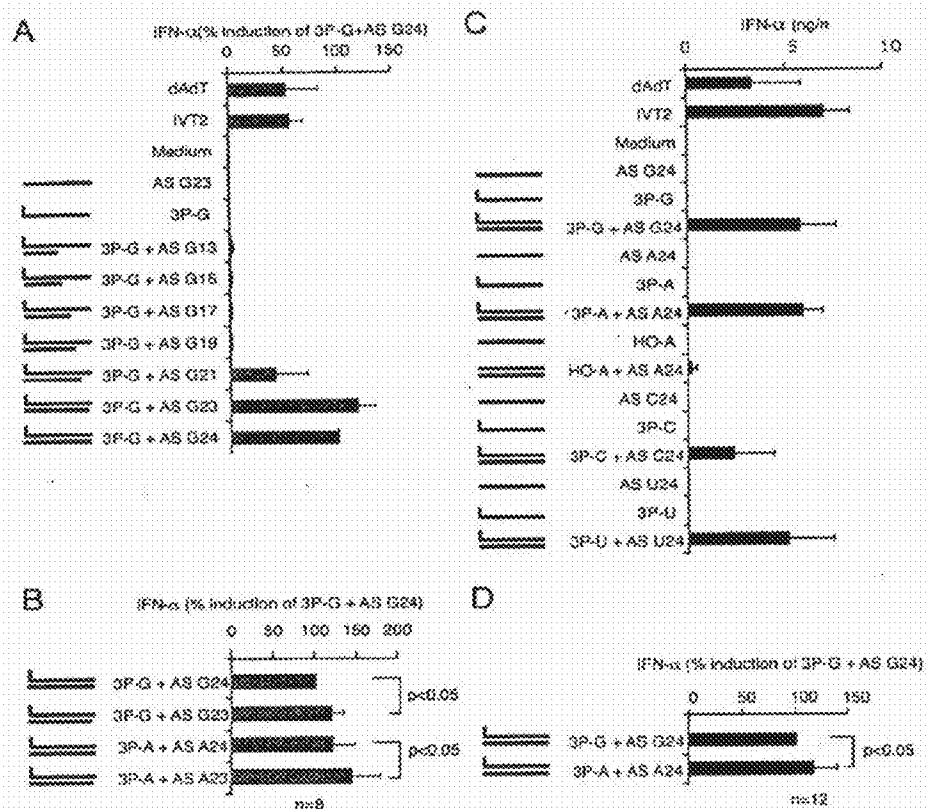 A
IFN-α(% induction of 3P-G+AS G24)
0 50 100 150
dAdT
IVT2
Medium
AS G23
3P-G
3P-G + AS G13
3P-G + AS G15
3P-G + AS G17
3P-G + AS G19
3P-G + AS G21
3P-G + AS G23
3P-G + AS G24
C
IFN-α (ng/n
0 5 10
dAdT
IVT2
Medium
AS G24
3P-G
3P-G + AS G24
AS A24
3P-A
3P-A + AS A24
HO-A
HO-A + AS A24
AS C24
3P-C
3P-C + AS C24
AS U24
3P-U
3P-U + AS U24
B
IFN-α (% induction of 3P-G + AS G24)
0 50 100 150 200
3P-G + AS G24
3P-G + AS G23
3P-A + AS A24
3P-A + AS A23
p<0.05
p<0.05
n=9
D
IFN-α (% induction of 3P-G + AS G24)
0 50 100 150
3P-G + AS G24
3P-A + AS A24
p<0.05
n=12